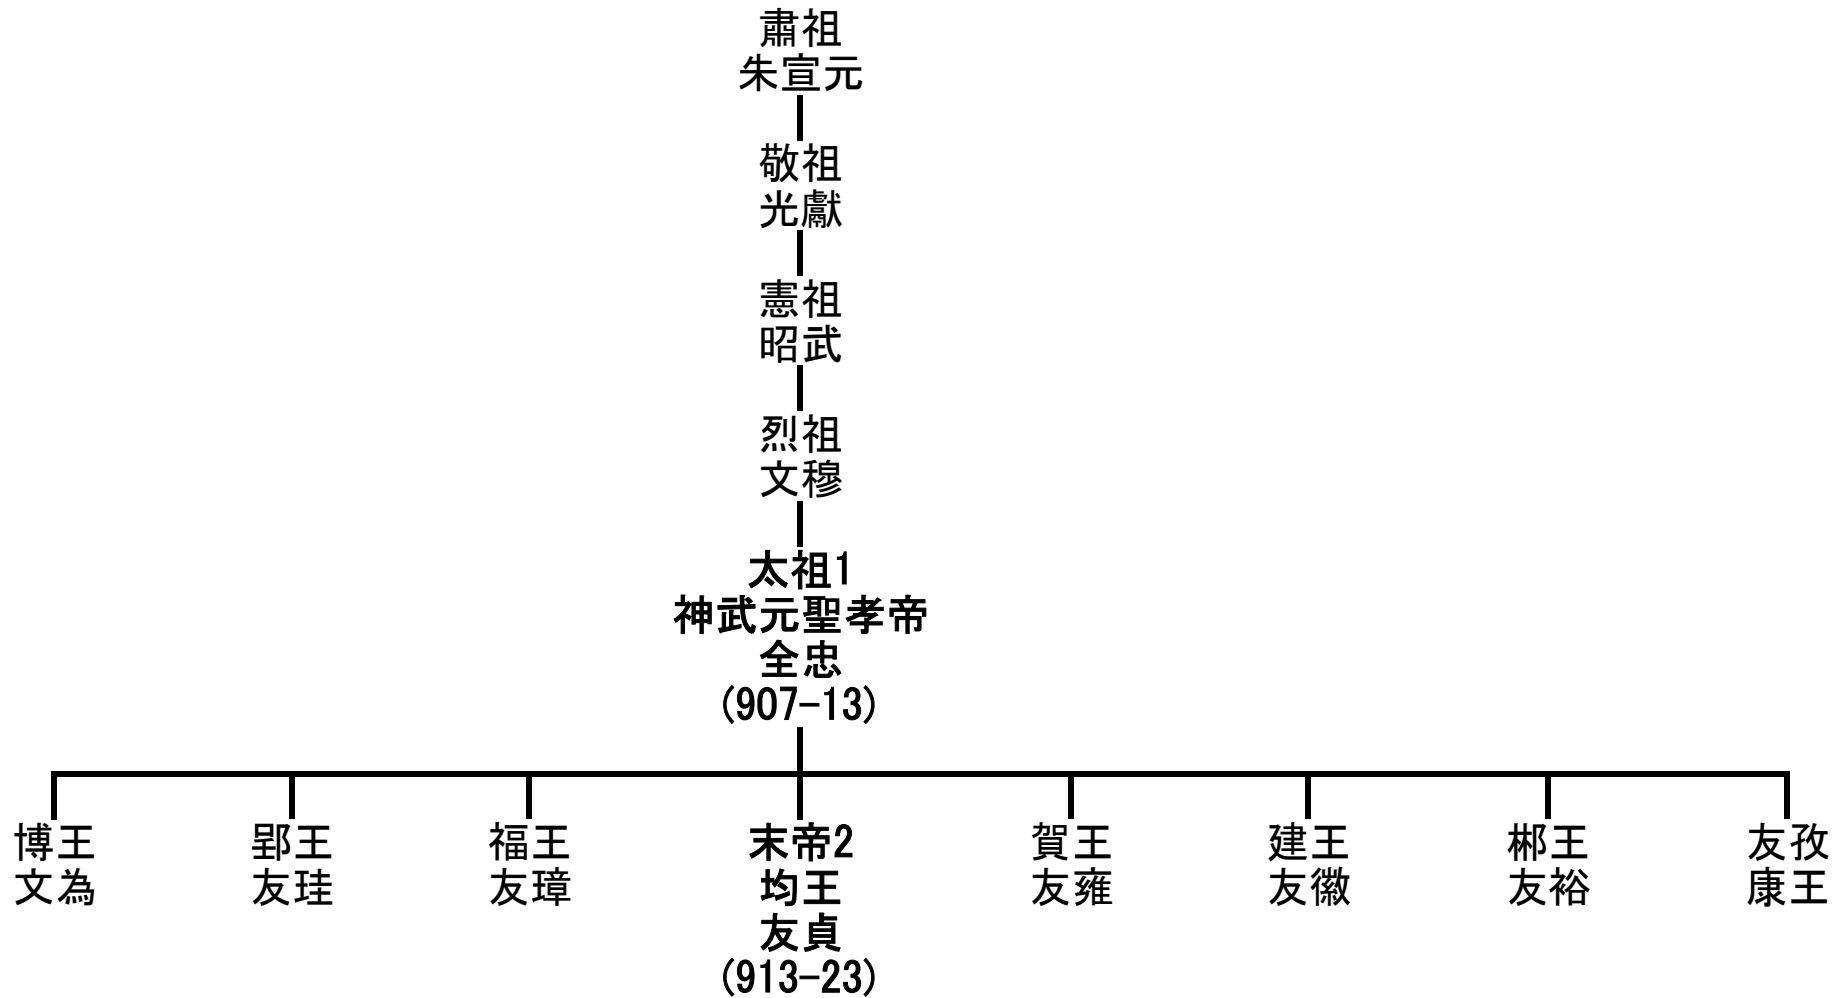 肅祖
朱宣元
敬祖
光獻
憲祖
昭武
烈祖
文穆
太祖1
神武元聖孝帝
全忠
(907-13)
博王
文為
郢王
友珪
福王
友璋
末帝2
均王
友貞
(913-23)
賀王
友雍
建王
友徽
郴王
友裕
友孜
康王